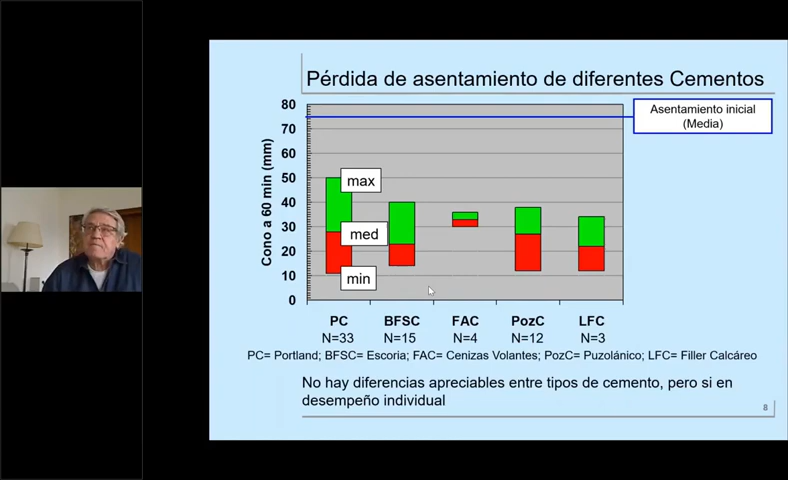 Pérdida de asentamiento de diferentes Cementos
Asentamiento inicial
(Media)
Cono a 60 min (mm)
80
70
60
50
40
30
20
10
0
max
med
min
PC
BFSC
FAC
PozC
LFC
N=33
N=15
N=4
N=12
N=3
PC= Portland; BFSC= Escoria; FAC= Cenizas Volantes; PozC= Puzolánico; LFC= Filler Calcáreo
No hay diferencias apreciables entre tipos de cemento, pero si en
desempeño individual
8